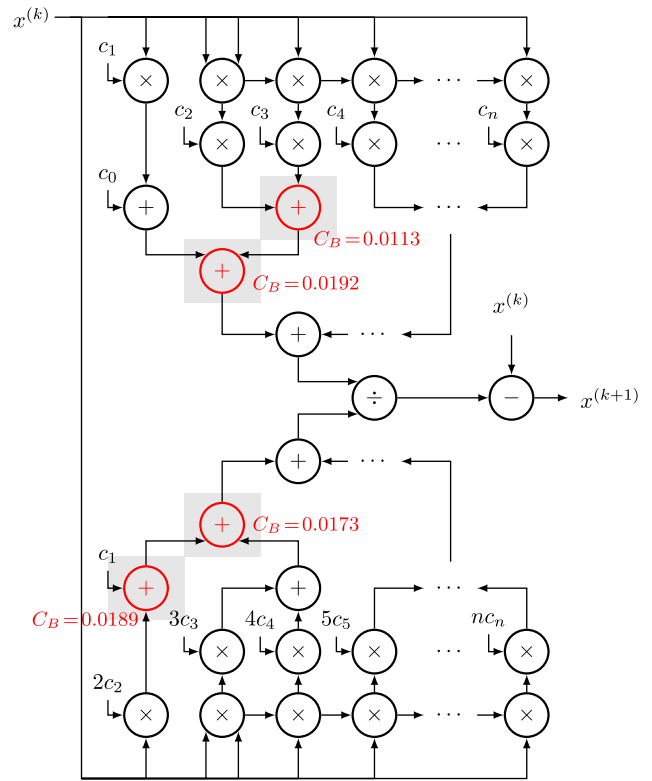 x^{(k)}
c_1
× × × × ··· ×
c_2 c_3 c_4 c_n
× × × ··· ×
c_0
+ + ···
C_B = 0.0113
+
C_B = 0.0192
x^{(k)}
+ ···
÷ − x^{(k+1)}
+ ···
+ C_B = 0.0173
c_1
+ + ···
C_B = 0.0189 3c_3 4c_4 5c_5 nc_n
× × × ··· ×
2c_2
× × × × ··· ×